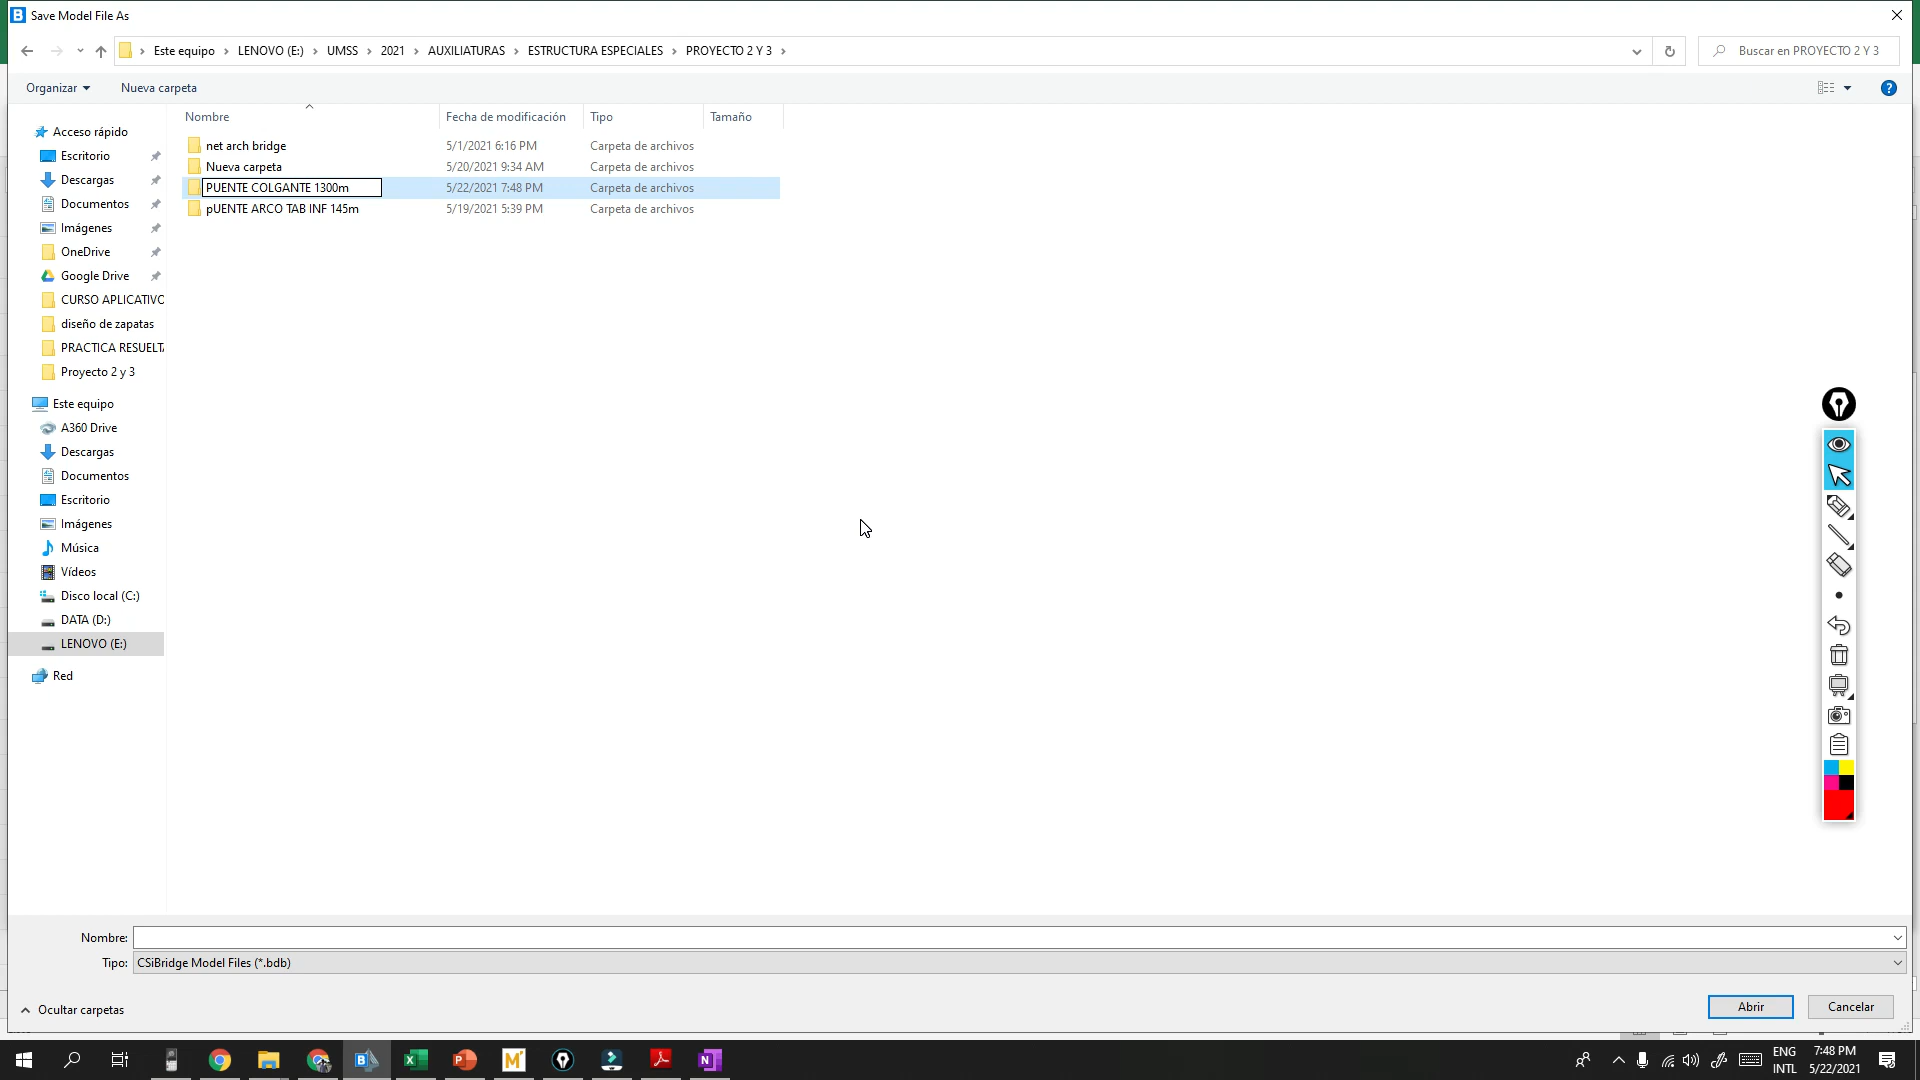 Save Model File As
Este equipo LENOVO (E:) UMSS 2021 AUXILIATURAS ESTRUCTURA ESPECIALES PROYECTO 2 Y 3
Buscar en PROYECTO 2 Y 3
Organizar Nueva carpeta
Nombre Fecha de modificación Tipo Tamaño
net arch bridge 5/1/2021 6:16 PM Carpeta de archivos
Nueva carpeta 5/20/2021 9:34 AM Carpeta de archivos
PUENTE COLGANTE 1300m 5/22/2021 7:48 PM Carpeta de archivos
pUENTE ARCO TAB INF 145m 5/19/2021 5:39 PM Carpeta de archivos
Acceso rápido
Escritorio
Descargas
Documentos
Imágenes
OneDrive
Google Drive
CURSO APLICATIVO
diseño de zapatas
PRACTICA RESUELTA
Proyecto 2 y 3
Este equipo
A360 Drive
Descargas
Documentos
Escritorio
Imágenes
Música
Vídeos
Disco local (C:)
DATA (D:)
LENOVO (E:)
Red
Nombre:
Tipo: CSiBridge Model Files (*.bdb)
Ocultar carpetas
Abrir Cancelar
ENG 7:48 PM
INTL 5/22/2021